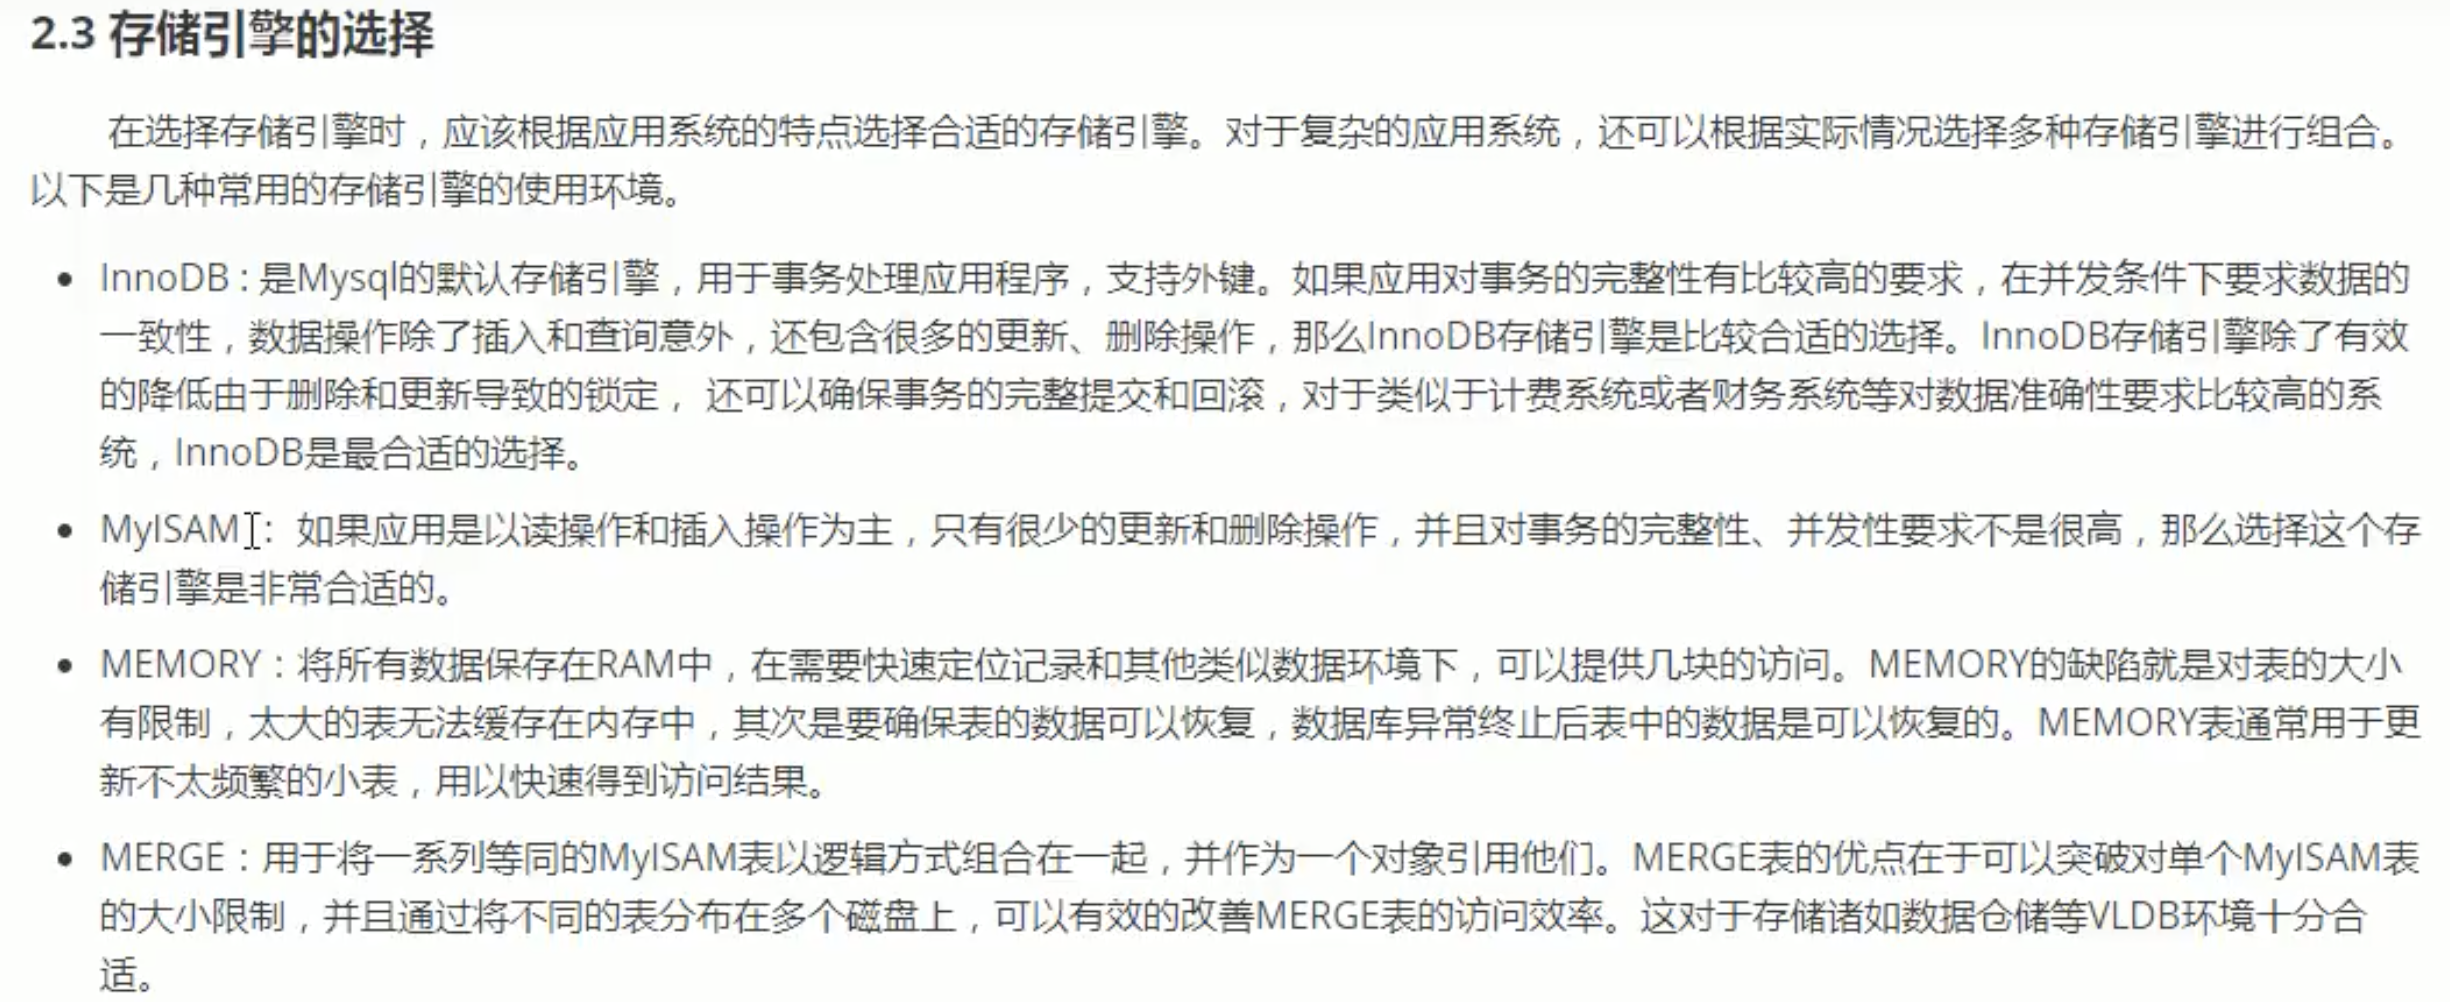 2.3 存储引擎的选择
在选择存储引擎时，应该根据应用系统的特点选择合适的存储引擎。对于复杂的应用系统，还可以根据实际情况选择多种存储引擎进行组合。
以下是几种常用的存储引擎的使用环境。
• InnoDB : 是Mysql的默认存储引擎，用于事务处理应用程序，支持外键。如果应用对事务的完整性有比较高的要求，在并发条件下要求数据的
一致性，数据操作除了插入和查询意外，还包含很多的更新、删除操作，那么InnoDB存储引擎是比较合适的选择。InnoDB存储引擎除了有效
的降低由于删除和更新导致的锁定， 还可以确保事务的完整提交和回滚，对于类似于计费系统或者财务系统等对数据准确性要求比较高的系
统，InnoDB是最合适的选择。
• MyISAM ： 如果应用是以读操作和插入操作为主，只有很少的更新和删除操作，并且对事务的完整性、并发性要求不是很高，那么选择这个存
储引擎是非常合适的。
• MEMORY：将所有数据保存在RAM中，在需要快速定位记录和其他类似数据环境下，可以提供几块的访问。MEMORY的缺陷就是对表的大小
有限制，太大的表无法缓存在内存中，其次是要确保表的数据可以恢复，数据库异常终止后表中的数据是可以恢复的。MEMORY表通常用于更
新不太频繁的小表，用以快速得到访问结果。
• MERGE：用于将一系列等同的MyISAM表以逻辑方式组合在一起，并作为一个对象引用他们。MERGE表的优点在于可以突破对单个MyISAM表
的大小限制，并且通过将不同的表分布在多个磁盘上，可以有效的改善MERGE表的访问效率。这对于存储诸如数据仓储等VLDB环境十分合
适。